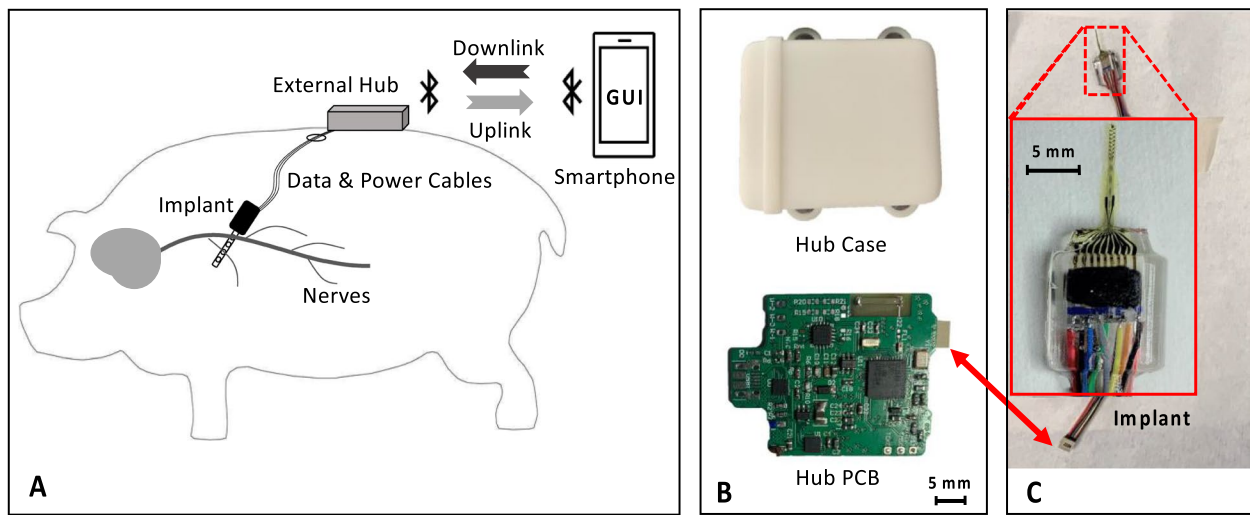 Downlink
External Hub
GUI
Uplink
Data & Power Cables
Smartphone
Implant
Nerves
A
Hub Case
Hub PCB
B
5 mm
5 mm
Implant
C